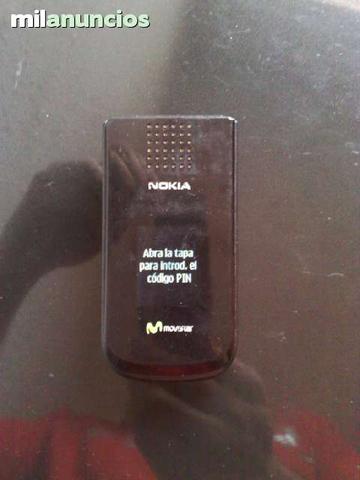 milanuncios
NOKIA
Abra la tapa
para introd. el
código PIN
movistar